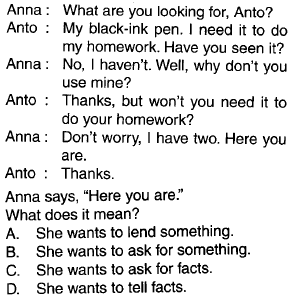 Anna : What are you looking for, Anto?
Anto : My black-ink pen. I need it to do
my homework. Have you seen it?
Anna : No, I haven't. Well, why don't you
use mine?
Anto : Thanks, but won't you need it to
do your homework?
Anna : Don't worry, I have two. Here you
are.
Anto : Thanks.
Anna says, "Here you are."
What does it mean?
A. She wants to lend something.
B. She wants to ask for something.
C. She wants to ask for facts.
D. She wants to tell facts.